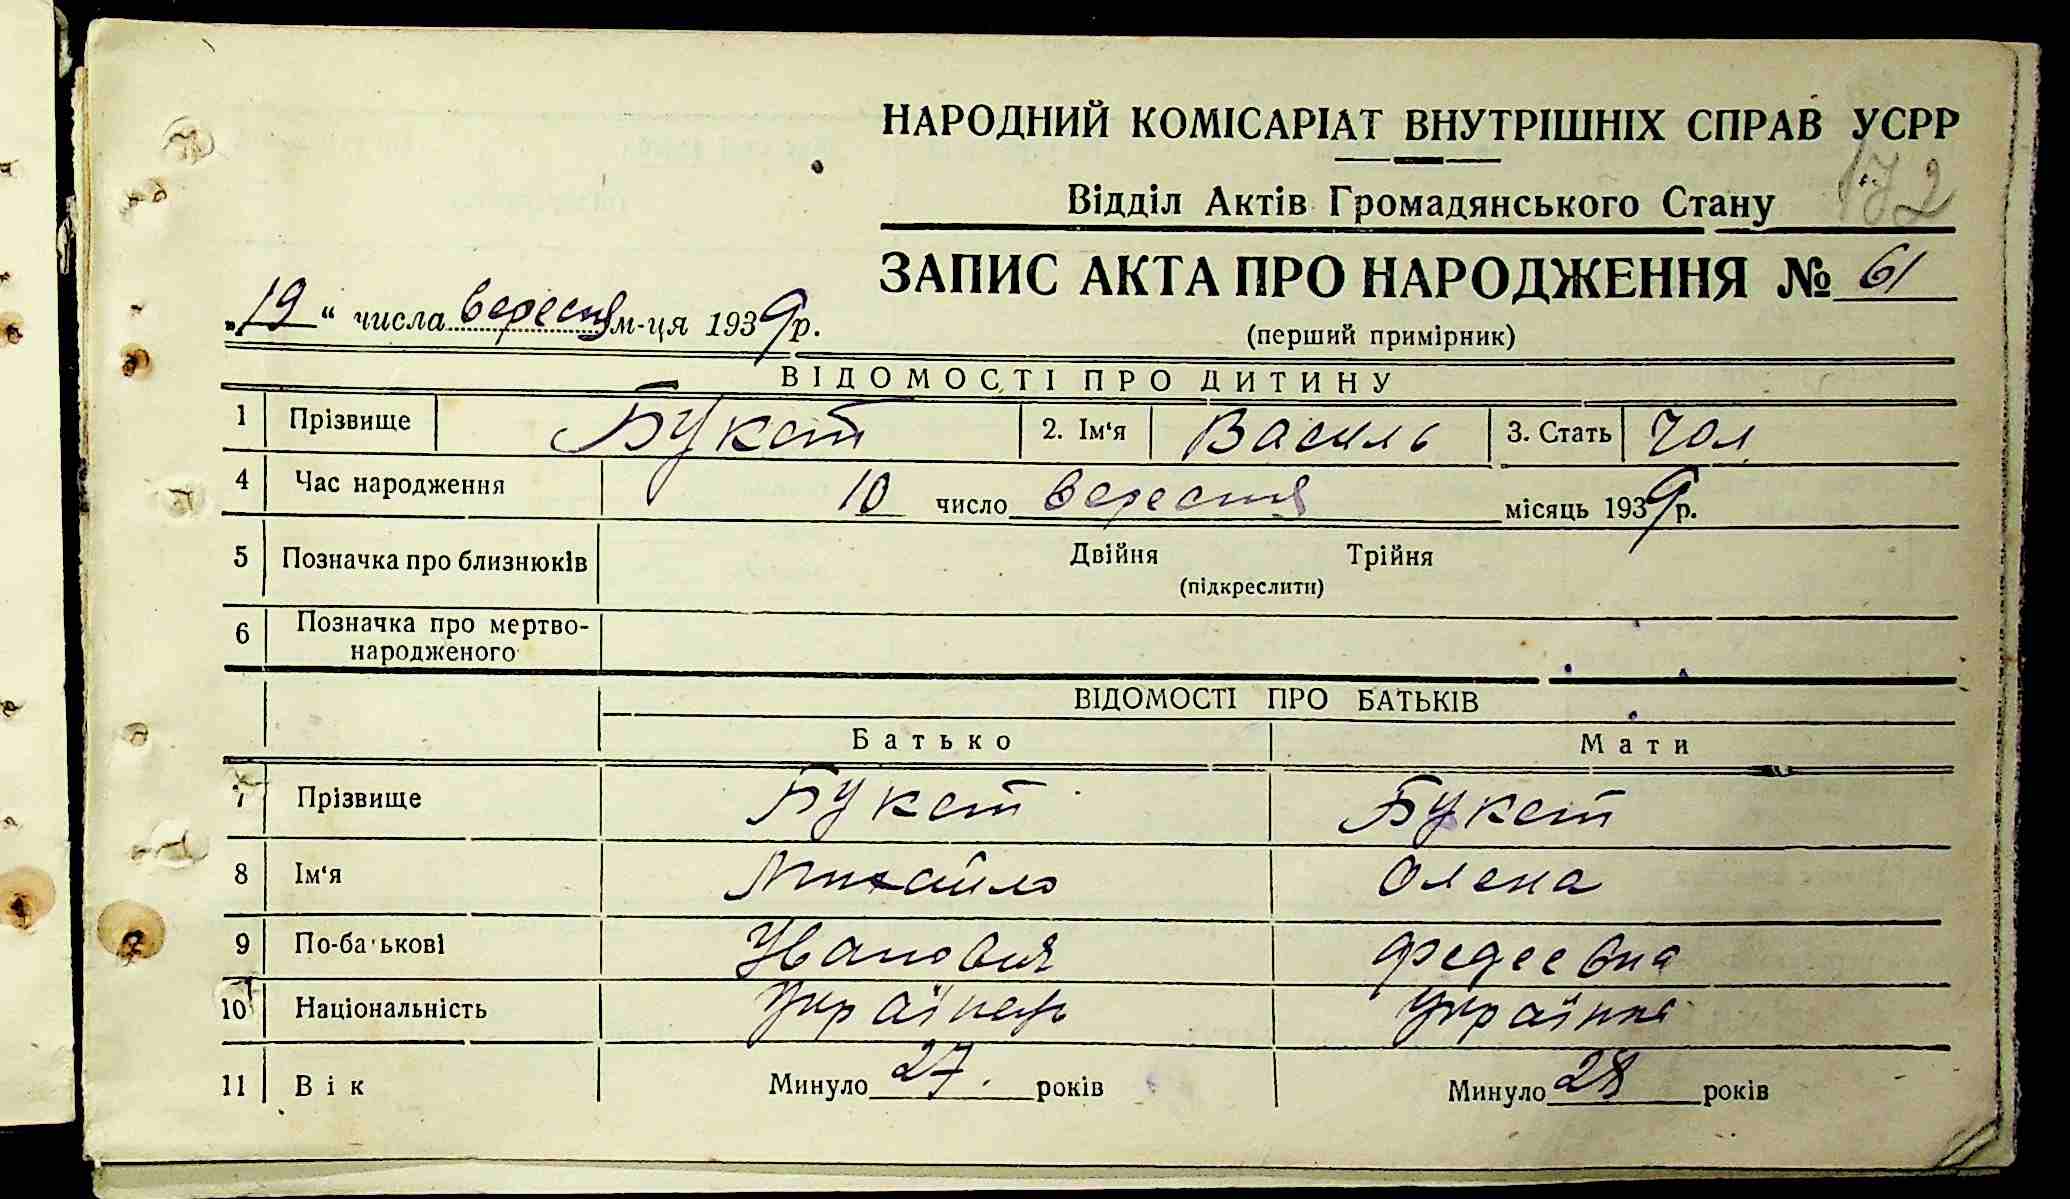 НАРОДНИЙ КОМІСАРІАТ ВНУТРІШНІХ СПРАВ УСРР
172
Відділ Актів Громадянського Стану
ЗАПИС АКТА ПРО НАРОДЖЕННЯ № 61
„19“ числа вересня м-ця 1939 р.
(перший примірник)
ВІДОМОСТІ ПРО ДИТИНУ
1 Прізвище Букет 2. Ім‘я Василь 3. Стать Чол
4 Час народження 10 число вересня місяць 1939 р.
5 Позначка про близнюків Двійня Трійня
(підкреслити)
6 Позначка про мертво-
народженого
ВІДОМОСТІ ПРО БАТЬКІВ
Батько Мати
7 Прізвище Букет Букет
8 Ім‘я Михайло Олена
9 По-батькові Ивановия Федеевна
10 Національність Українець Українка
11 Вік Минуло 27. років Минуло 28 років